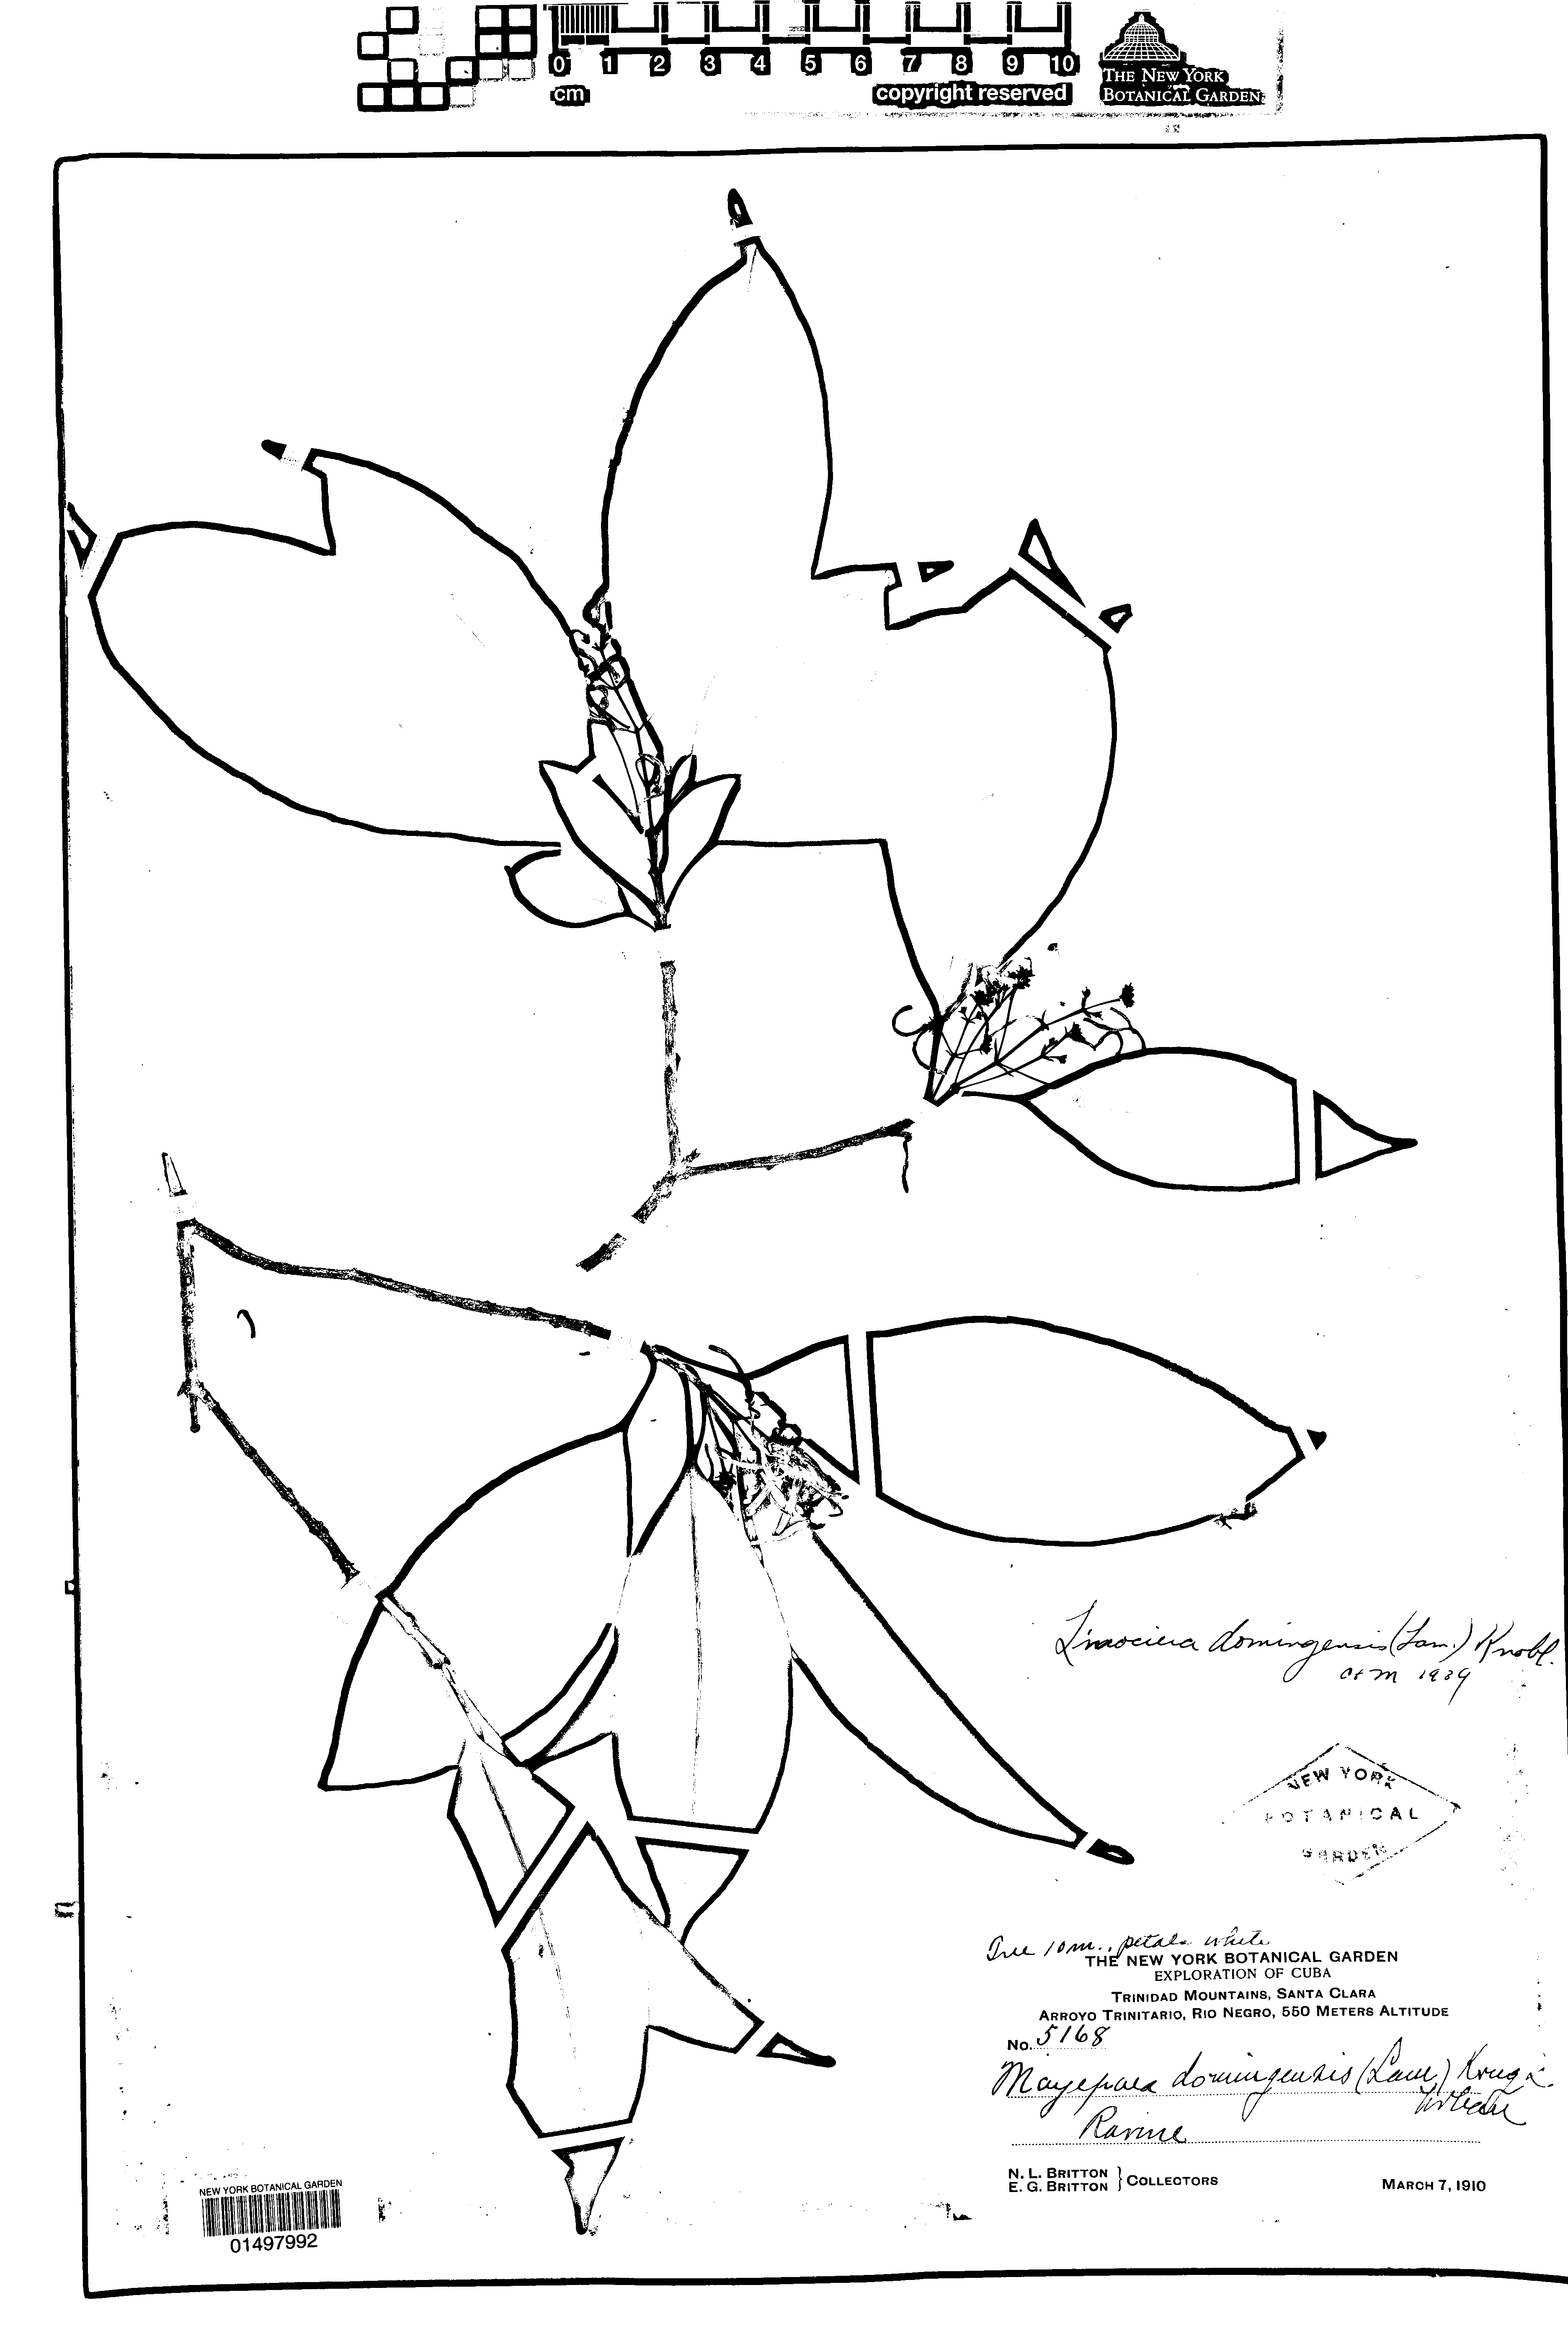 0 1 2 3 4 5 6 7 8 9 10
cm
copyright reserved
THE NEW YORK
BOTANICAL GARDEN
Linociera domingensis (Lam.) Knobl.
1939
NEW YORK
BOTANICAL
GARDEN
Tree 10 m., petals white
THE NEW YORK BOTANICAL GARDEN
EXPLORATION OF CUBA
TRINIDAD MOUNTAINS, SANTA CLARA
ARROYO TRINITARIO, RIO NEGRO, 550 METERS ALTITUDE
No. 5168
Mayepaea domingensis (Lam.) Krug &
Urban
Ravine
N. L. BRITTON
E. G. BRITTON } COLLECTORS
MARCH 7, 1910
NEW YORK BOTANICAL GARDEN
01497992